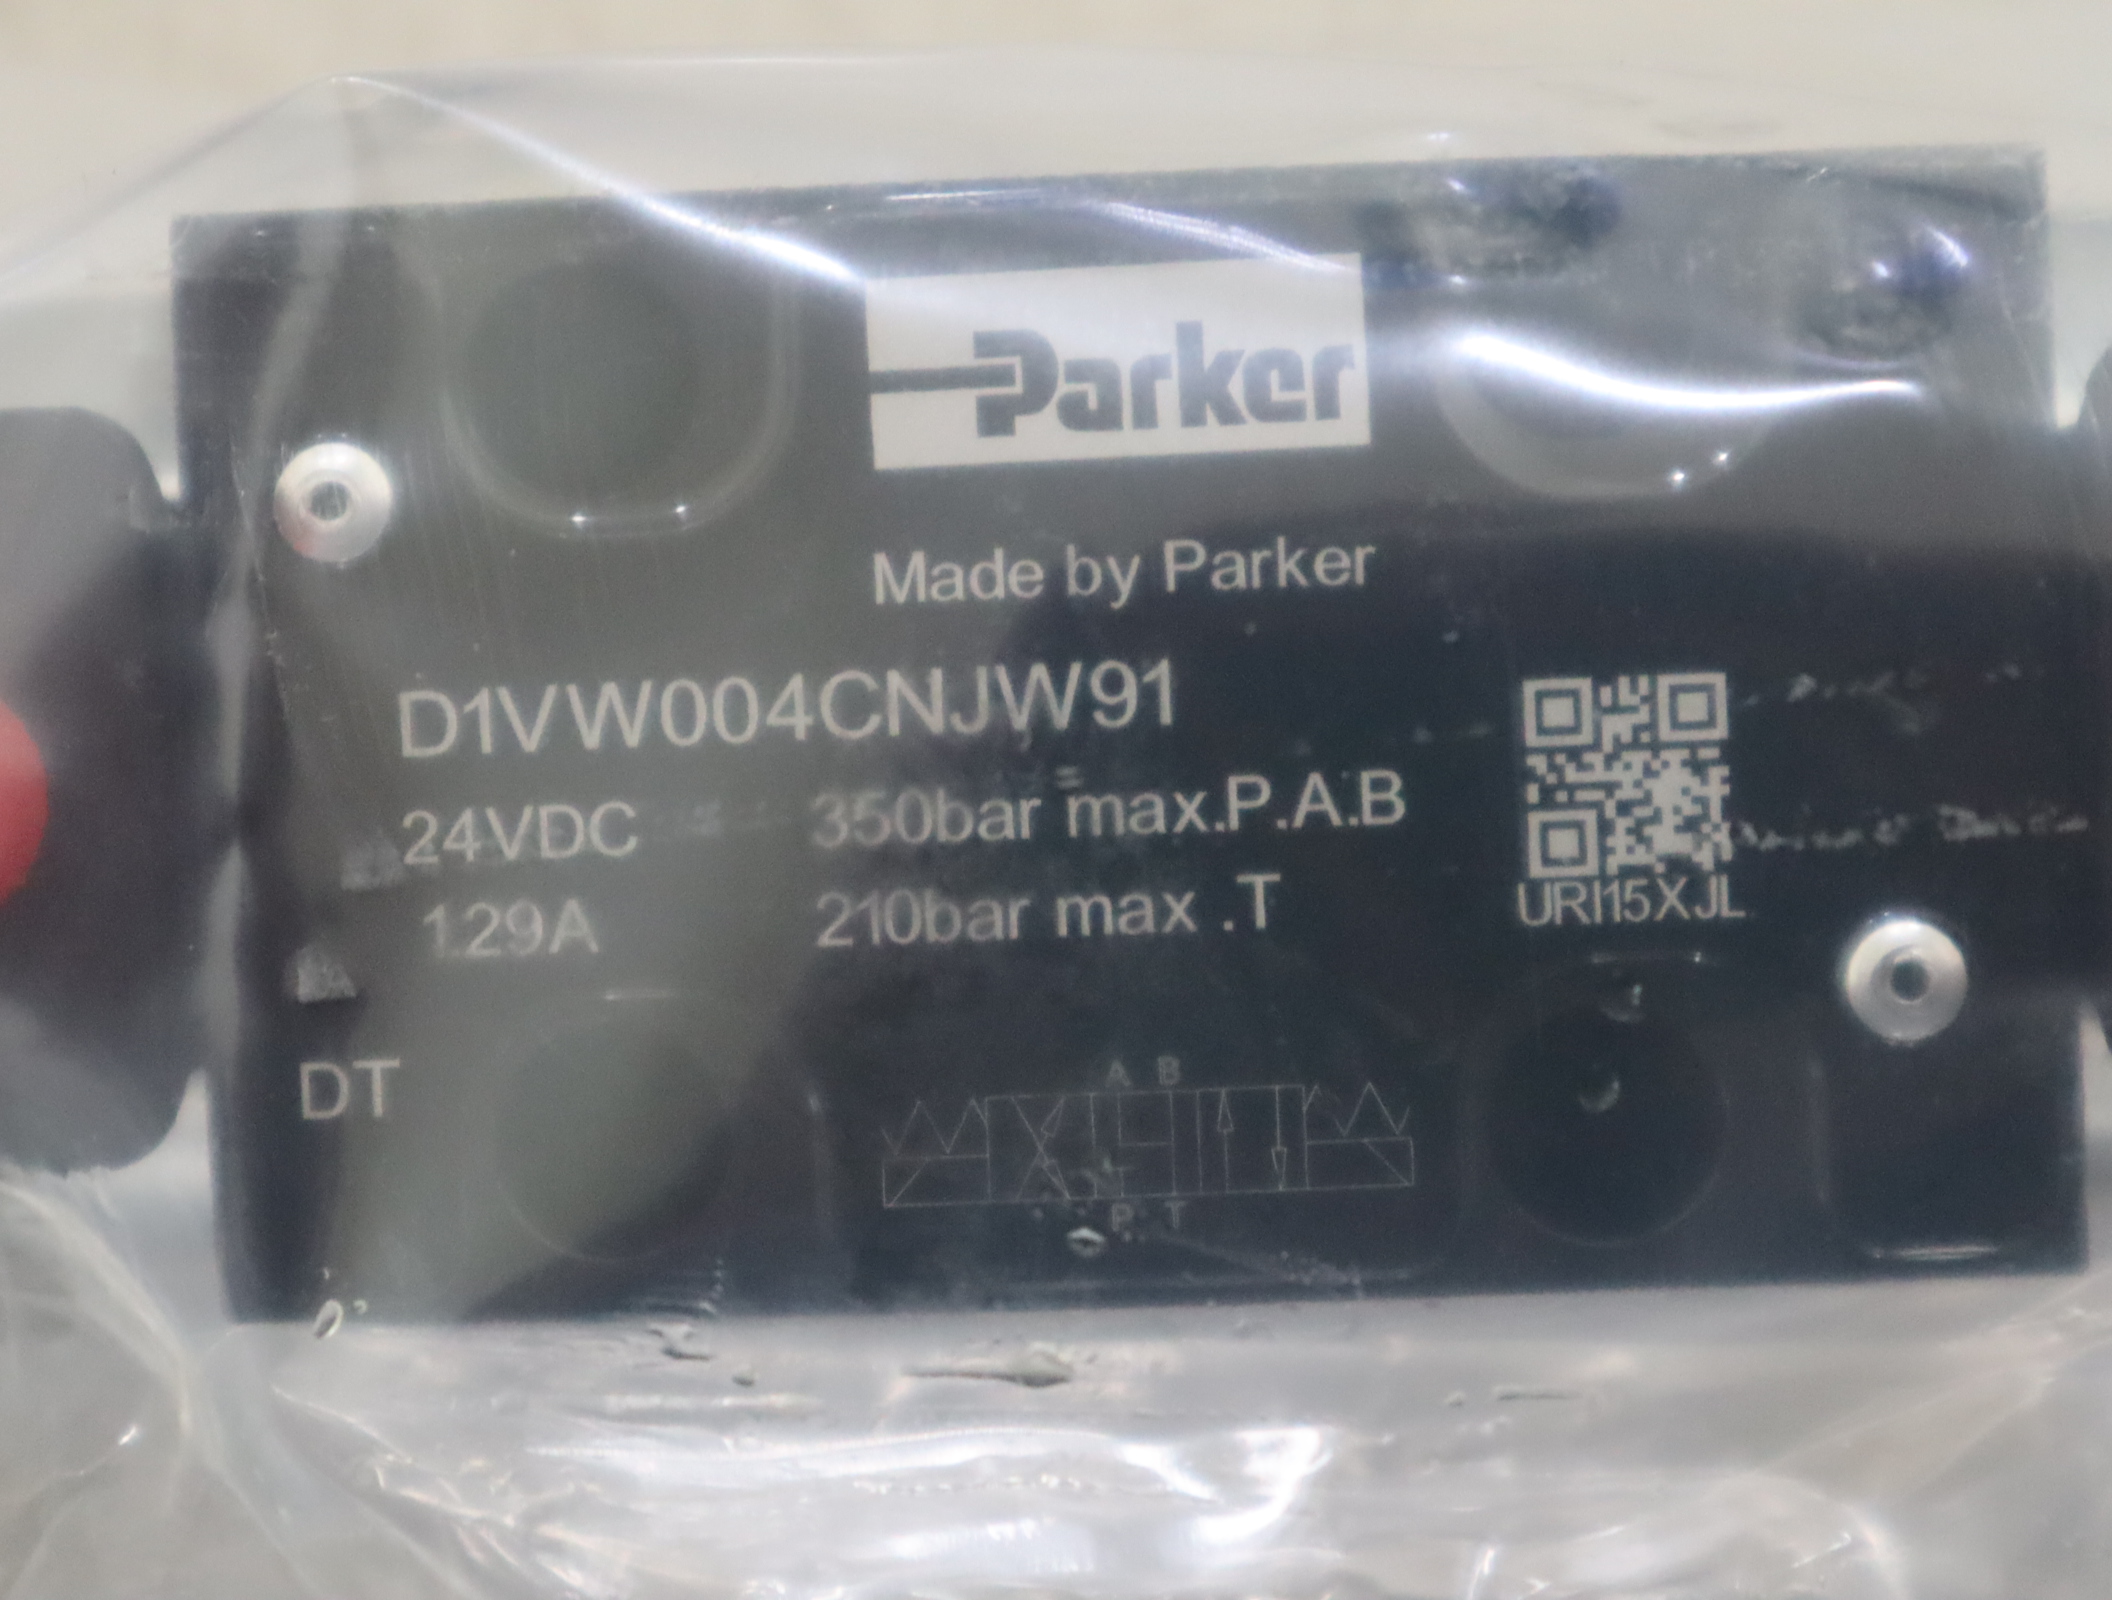 Parker
Made by Parker
D1VW004CNJW91
24VDC 350bar max.P.A.B
1.29A 210bar max .T
URI15XJL
DT
A B
P T